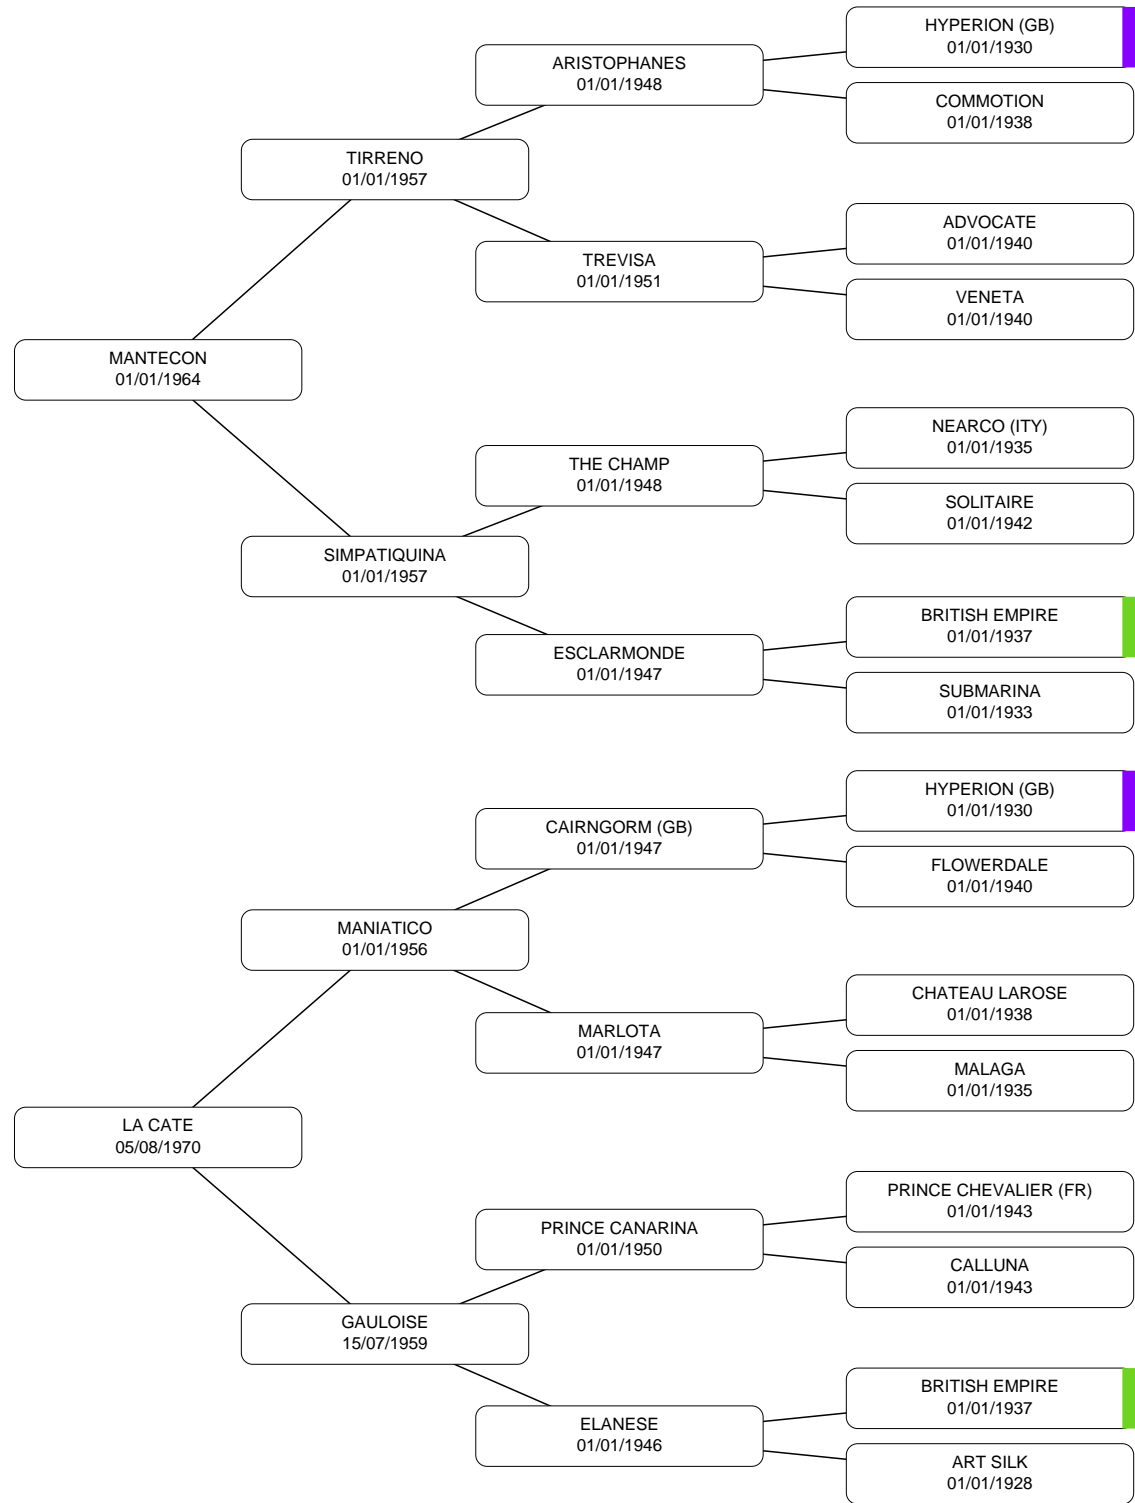 HYPERION (GB)
01/01/1930
ARISTOPHANES
01/01/1948
COMMOTION
01/01/1938
TIRRENO
01/01/1957
ADVOCATE
01/01/1940
TREVISA
01/01/1951
VENETA
01/01/1940
MANTECON
01/01/1964
NEARCO (ITY)
01/01/1935
THE CHAMP
01/01/1948
SOLITAIRE
01/01/1942
SIMPATIQUINA
01/01/1957
BRITISH EMPIRE
01/01/1937
ESCLARMONDE
01/01/1947
SUBMARINA
01/01/1933
HYPERION (GB)
01/01/1930
CAIRNGORM (GB)
01/01/1947
FLOWERDALE
01/01/1940
MANIATICO
01/01/1956
CHATEAU LAROSE
01/01/1938
MARLOTA
01/01/1947
MALAGA
01/01/1935
LA CATE
05/08/1970
PRINCE CHEVALIER (FR)
01/01/1943
PRINCE CANARINA
01/01/1950
CALLUNA
01/01/1943
GAULOISE
15/07/1959
BRITISH EMPIRE
01/01/1937
ELANESE
01/01/1946
ART SILK
01/01/1928